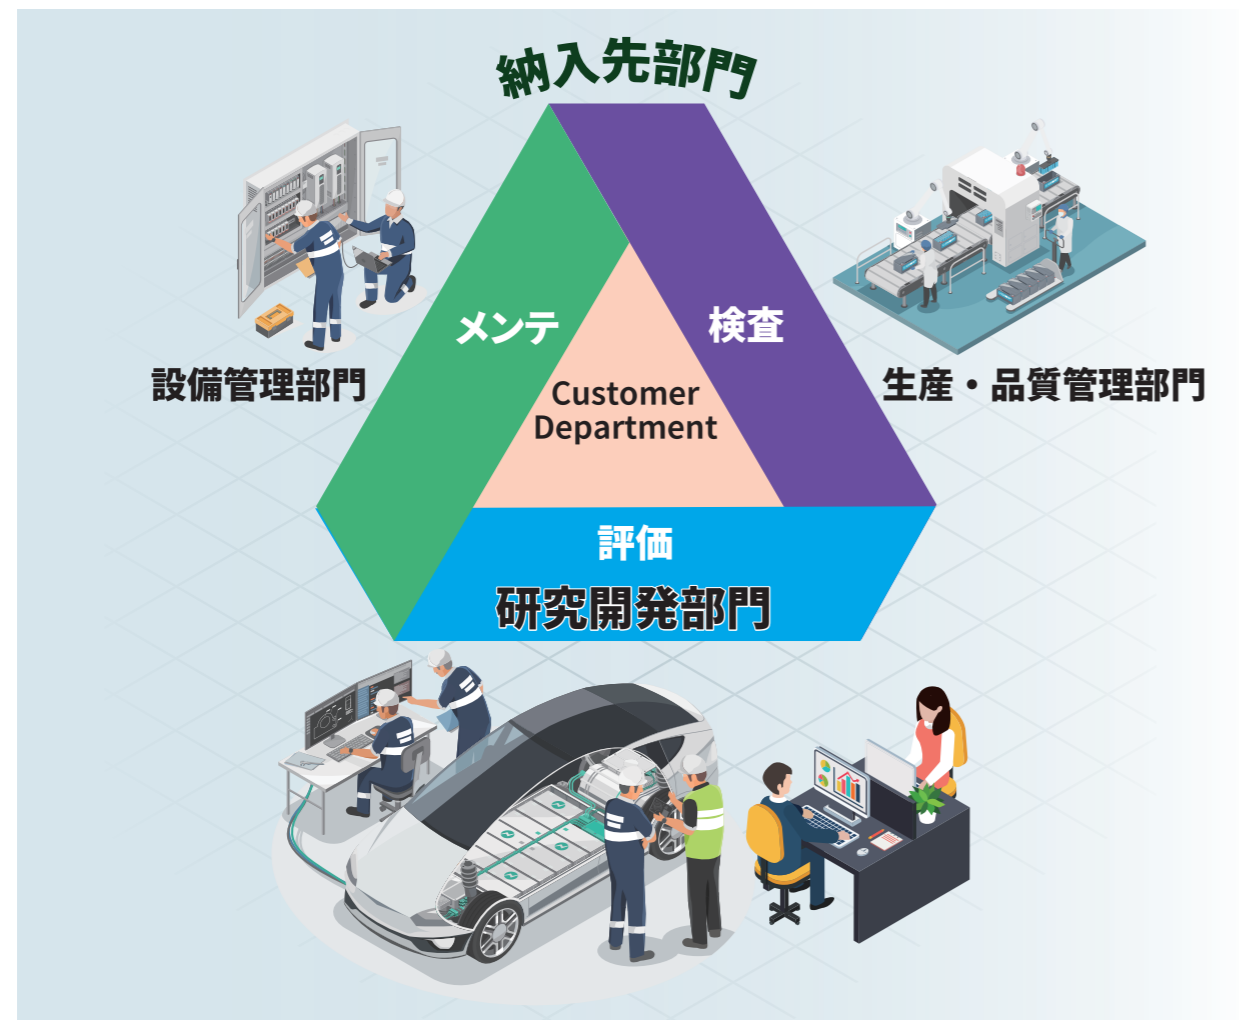 納入先部門
メンテ
検査
設備管理部門
生産・品質管理部門
Customer
Department
評価
研究開発部門